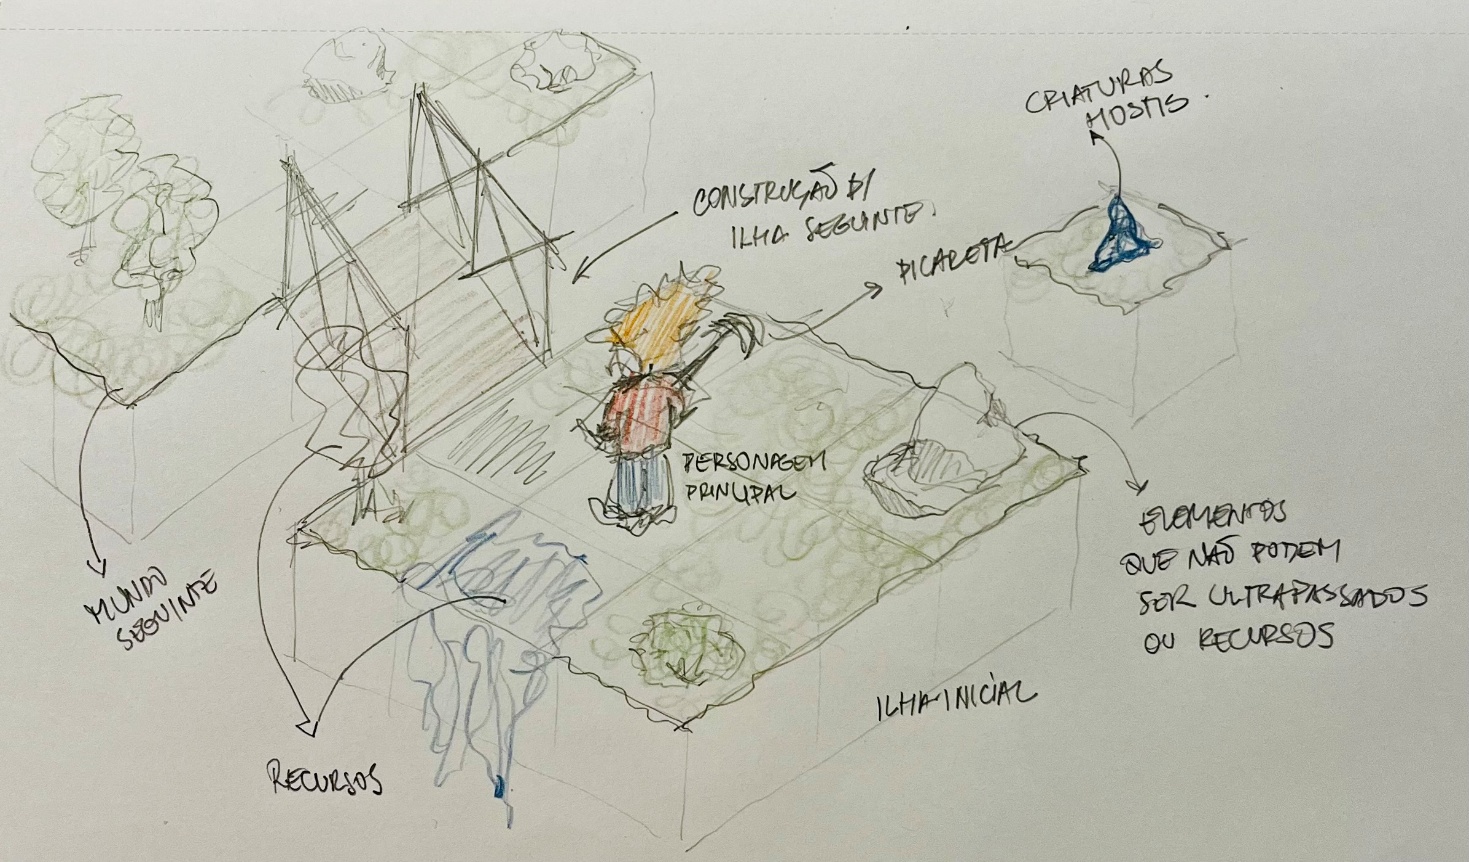 CRIATURAS
HOSTIS.
CONSTRUÇÃO P/
ILHA SEGUINTE.
PICARETA
PERSONAGEM
PRINCIPAL
ELEMENTOS
QUE NÃO PODEM
SER ULTRAPASSADOS
OU RECURSOS
MUNDO
SEGUINTE
ILHA INICIAL
RECURSOS